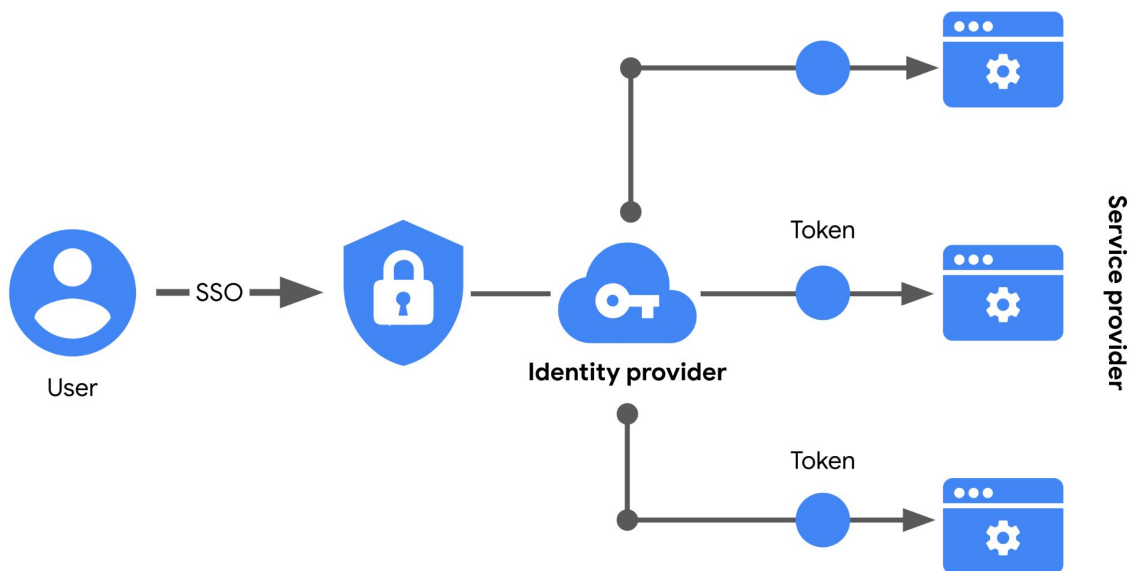 Token
SSO
User
Identity provider
Service provider
Token